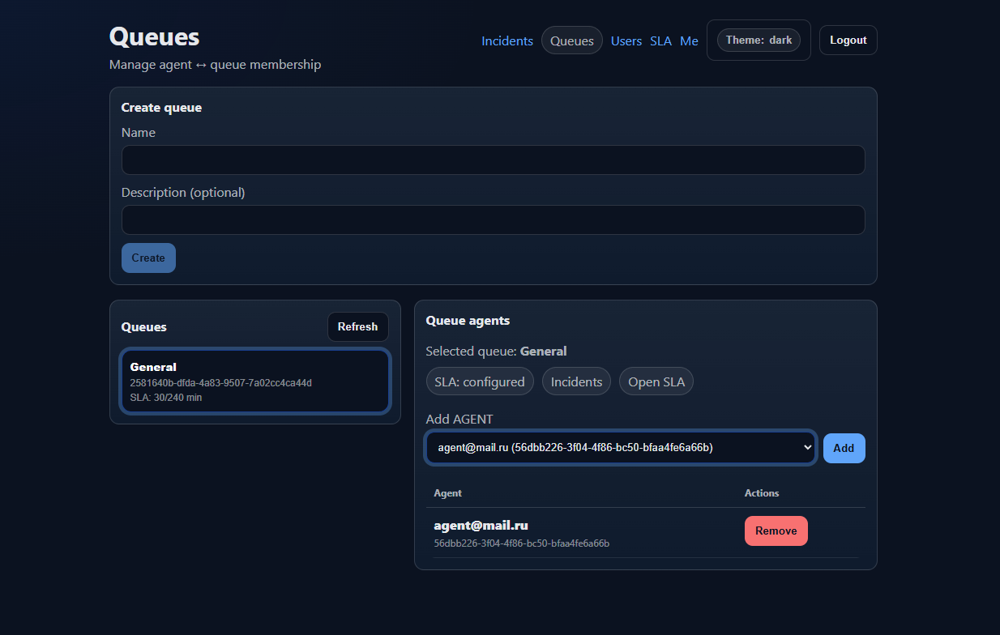 Queues
Manage agent ↔ queue membership
Incidents Queues Users SLA Me Theme: dark Logout
Create queue
Name
Description (optional)
Create
Queues Refresh
General
2581640b-dfda-4a83-9507-7a02cc4ca44d
SLA: 30/240 min
Queue agents
Selected queue: General
SLA: configured Incidents Open SLA
Add AGENT
agent@mail.ru (56dbb226-3f04-4f86-bc50-bfaa4fe6a66b) Add
Agent Actions
agent@mail.ru Remove
56dbb226-3f04-4f86-bc50-bfaa4fe6a66b